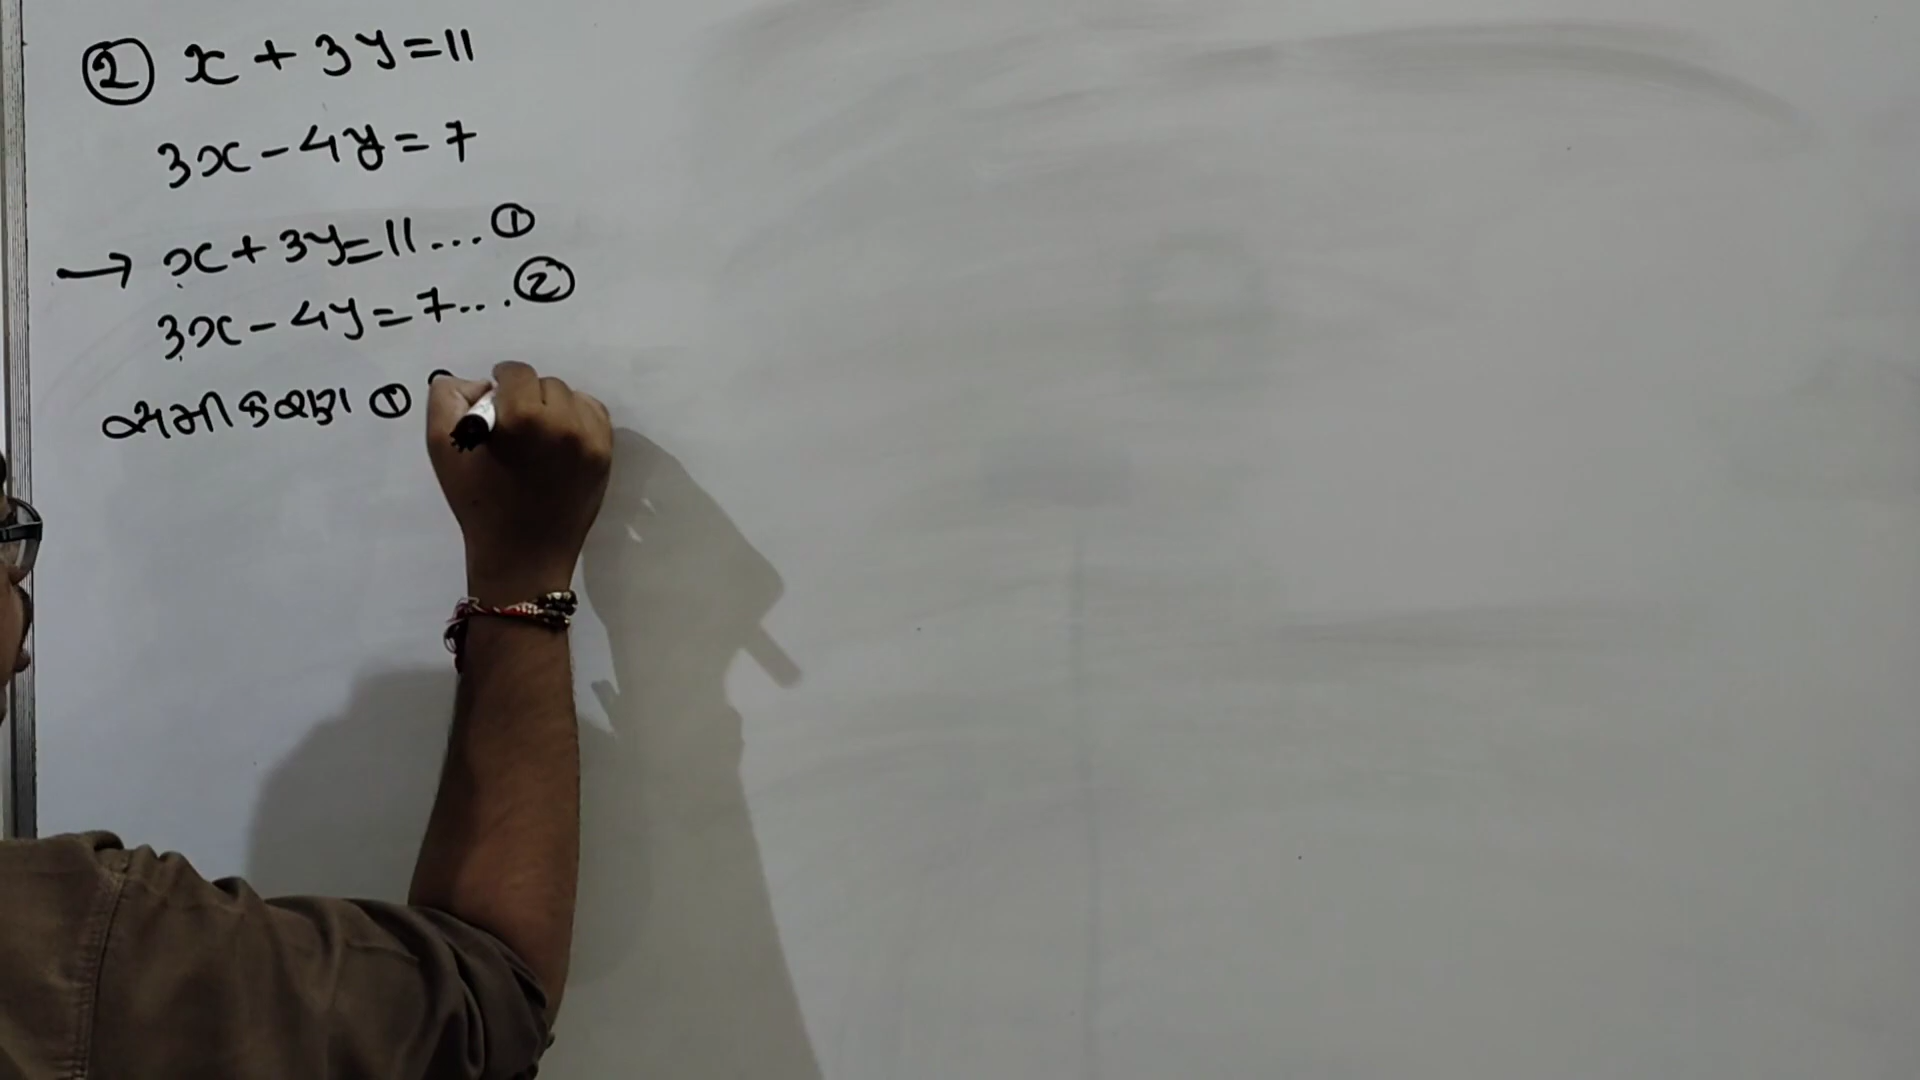 ② x + 3y = 11
3x - 4y = 7
→ x + 3y = 11 ... ①
3x - 4y = 7 ... ②
સમીકરણ ①